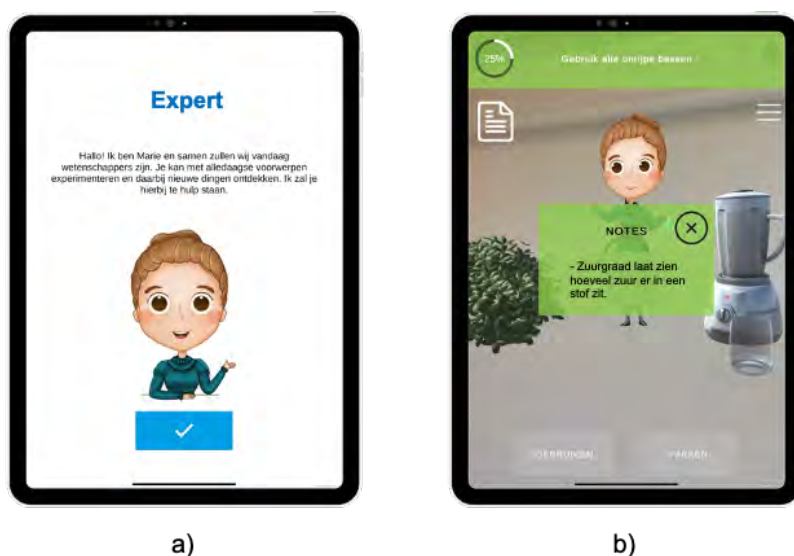 Expert
Hallo! Ik ben Marie en samen zullen wij vandaag
wetenschappers zijn. Je kan met alledaagse voorwerpen
experimenteren en daarbij nieuwe dingen ontdekken. Ik zal je
hierbij te hulp staan.
a)
25%
Gebruik alle onrijpe bessen
NOTES
- Zuurgraad laat zien
hoeveel zuur er in een
stof zit.
GEBRUIKEN
PAKKEN
b)